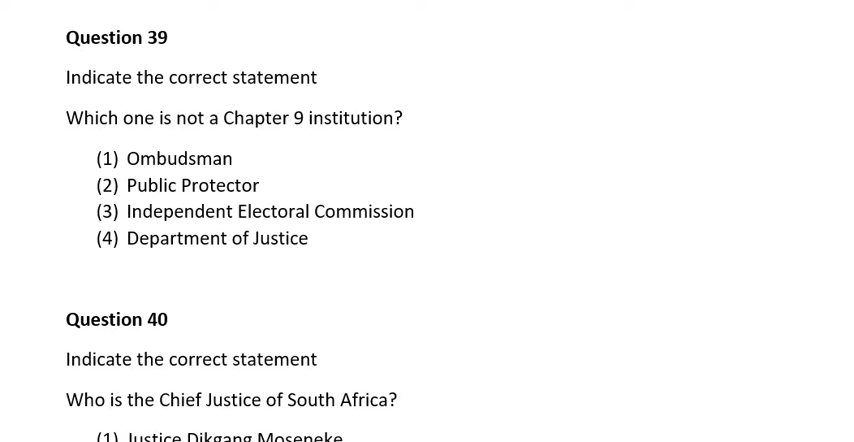 Question 39
Indicate the correct statement
Which one is not a Chapter 9 institution?
(1) Ombudsman
(2) Public Protector
(3) Independent Electoral Commission
(4) Department of Justice
Question 40
Indicate the correct statement
Who is the Chief Justice of South Africa?
(1) Justice Dikgang Moseneke